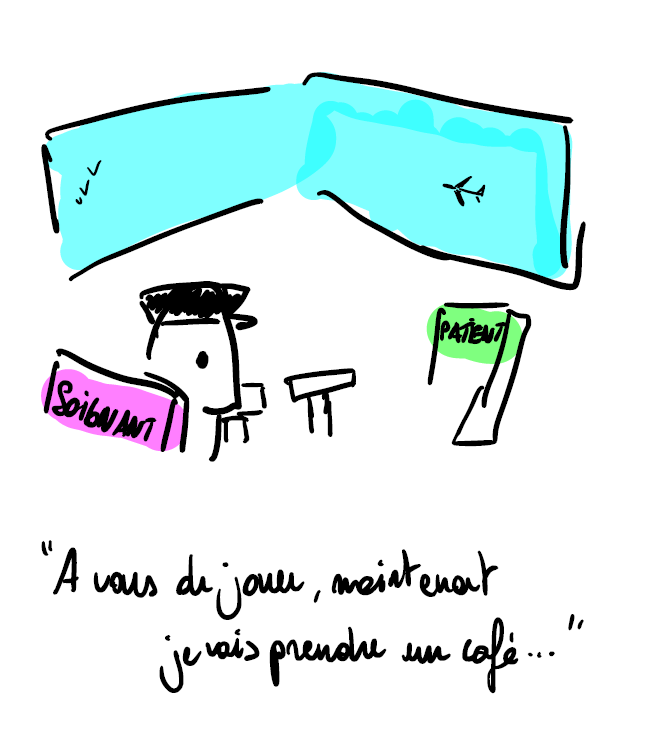 PATIENT
SOIGNANT
"A vous de jouer, maintenant
je vais prendre un café..."